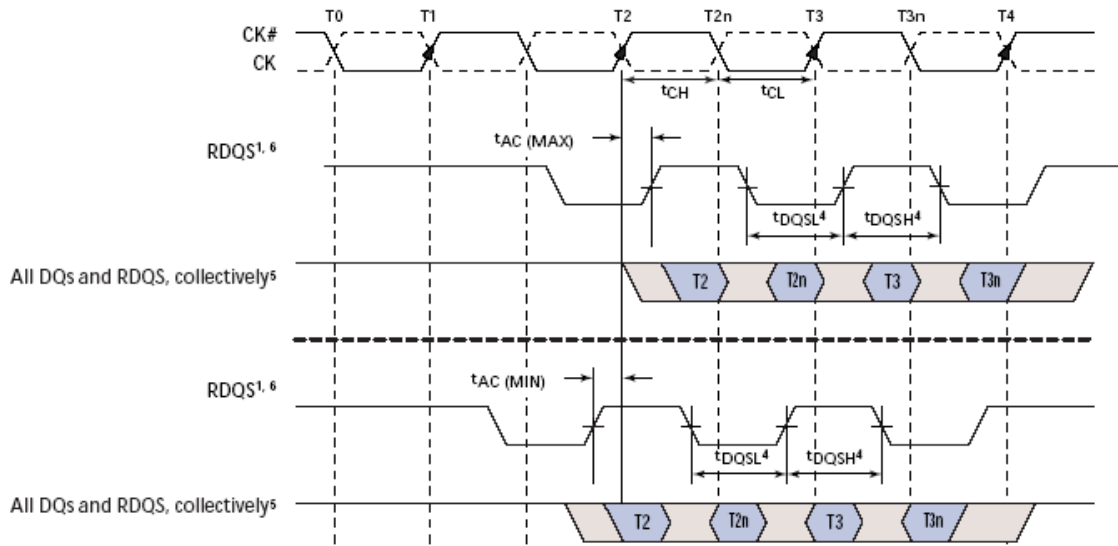 T0 T1 T2 T2n T3 T3n T4
CK#
CK
tCH tCL
tAC (MAX)
RDQS1, 6
tDQSL4 tDQSH4
All DQs and RDQS, collectively5
T2 T2n T3 T3n
tAC (MIN)
RDQS1, 6
tDQSL4 tDQSH4
All DQs and RDQS, collectively5
T2 T2n T3 T3n